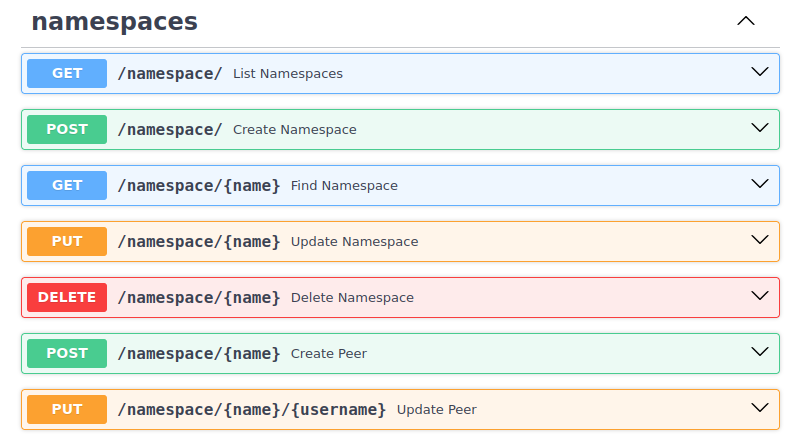 namespaces
GET /namespace/ List Namespaces
POST /namespace/ Create Namespace
GET /namespace/{name} Find Namespace
PUT /namespace/{name} Update Namespace
DELETE /namespace/{name} Delete Namespace
POST /namespace/{name} Create Peer
PUT /namespace/{name}/{username} Update Peer